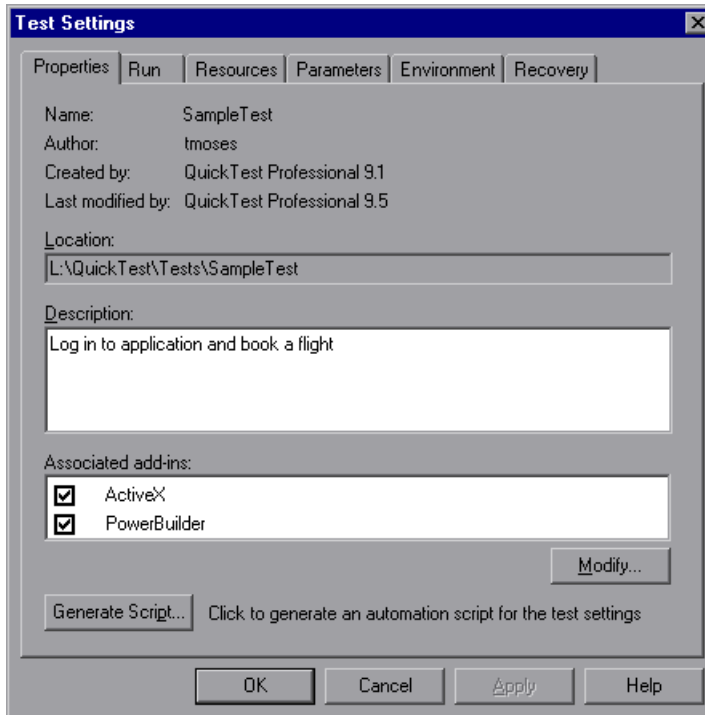 Test Settings
Properties Run Resources Parameters Environment Recovery
Name: SampleTest
Author: tmoses
Created by: QuickTest Professional 9.1
Last modified by: QuickTest Professional 9.5
Location:
L:\QuickTest\Tests\SampleTest
Description:
Log in to application and book a flight
Associated add-ins:
ActiveX
PowerBuilder
Modify...
Generate Script... Click to generate an automation script for the test settings
OK Cancel Apply Help